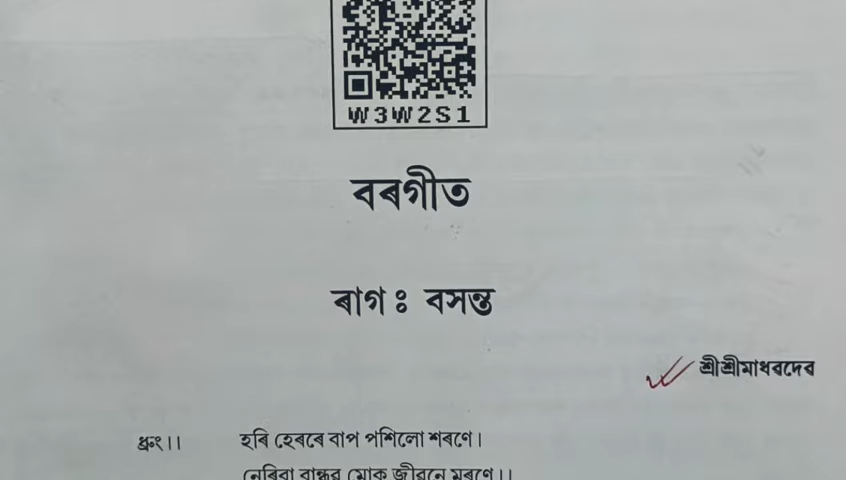 W3W2S1
বৰগীত
ৰাগ ঃ বসন্ত
শ্ৰীশ্ৰীমাধৱদেৱ
ধ্ৰুং।। হৰি হেৰৰে বাপ পশিলো শৰণে।
নেৰিবা বান্ধৱ মোক জীৱনে মৰণে।।